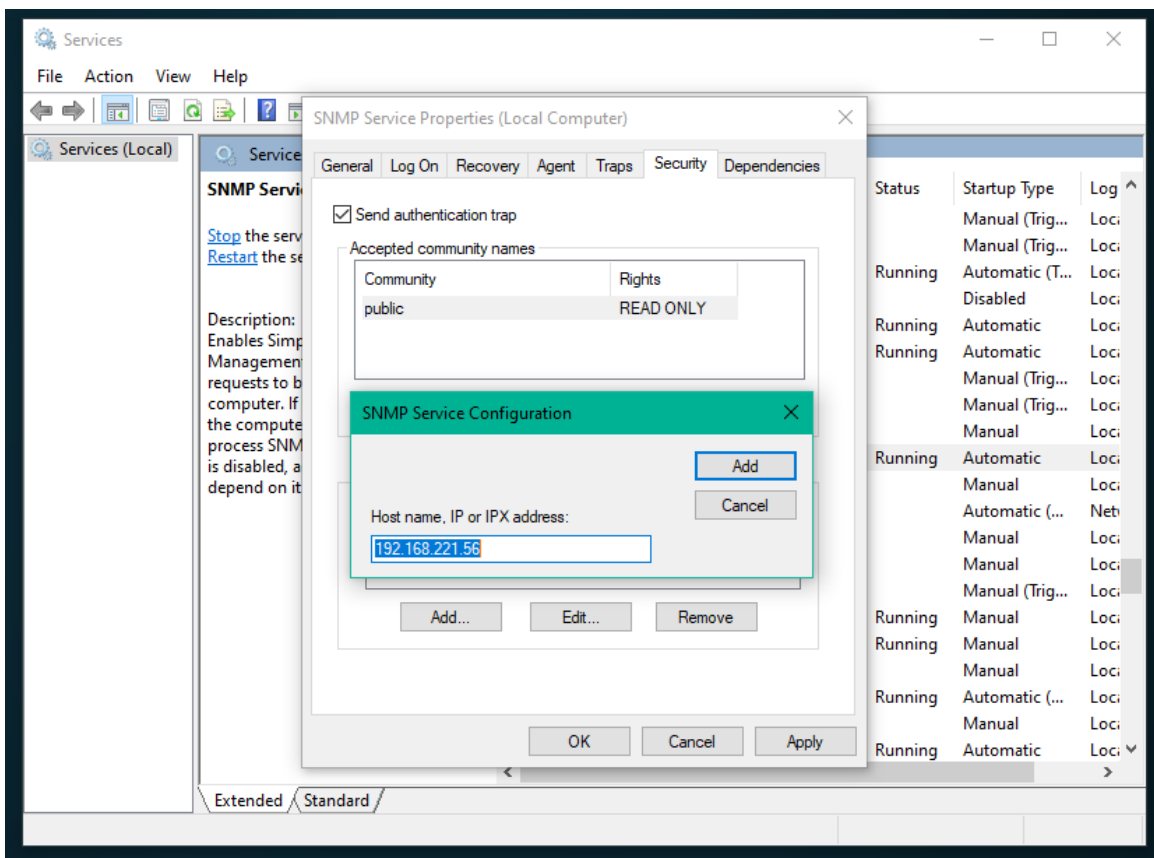 Services
File Action View Help
SNMP Service Properties (Local Computer)
Services (Local)
Service
General Log On Recovery Agent Traps Security Dependencies
SNMP Servi
Stop the serv
Restart the se
Description:
Enables Simp
Managemen
requests to b
computer. If
the compute
process SNM
is disabled, a
depend on it
Send authentication trap
Accepted community names
Community Rights
public READ ONLY
SNMP Service Configuration
Add
Cancel
Host name, IP or IPX address:
192.168.221.56
Add... Edit... Remove
OK Cancel Apply
Status Startup Type Log
Manual (Trig... Loca
Manual (Trig... Loca
Running Automatic (T... Loca
Disabled Loca
Running Automatic Loca
Running Automatic Loca
Manual (Trig... Loca
Manual (Trig... Loca
Manual Loca
Running Automatic Loca
Manual Loca
Automatic (... Netw
Manual Loca
Manual Loca
Manual (Trig... Loca
Running Manual Loca
Running Manual Loca
Manual Loca
Running Automatic (... Loca
Manual Loca
Running Automatic Loca
Extended Standard